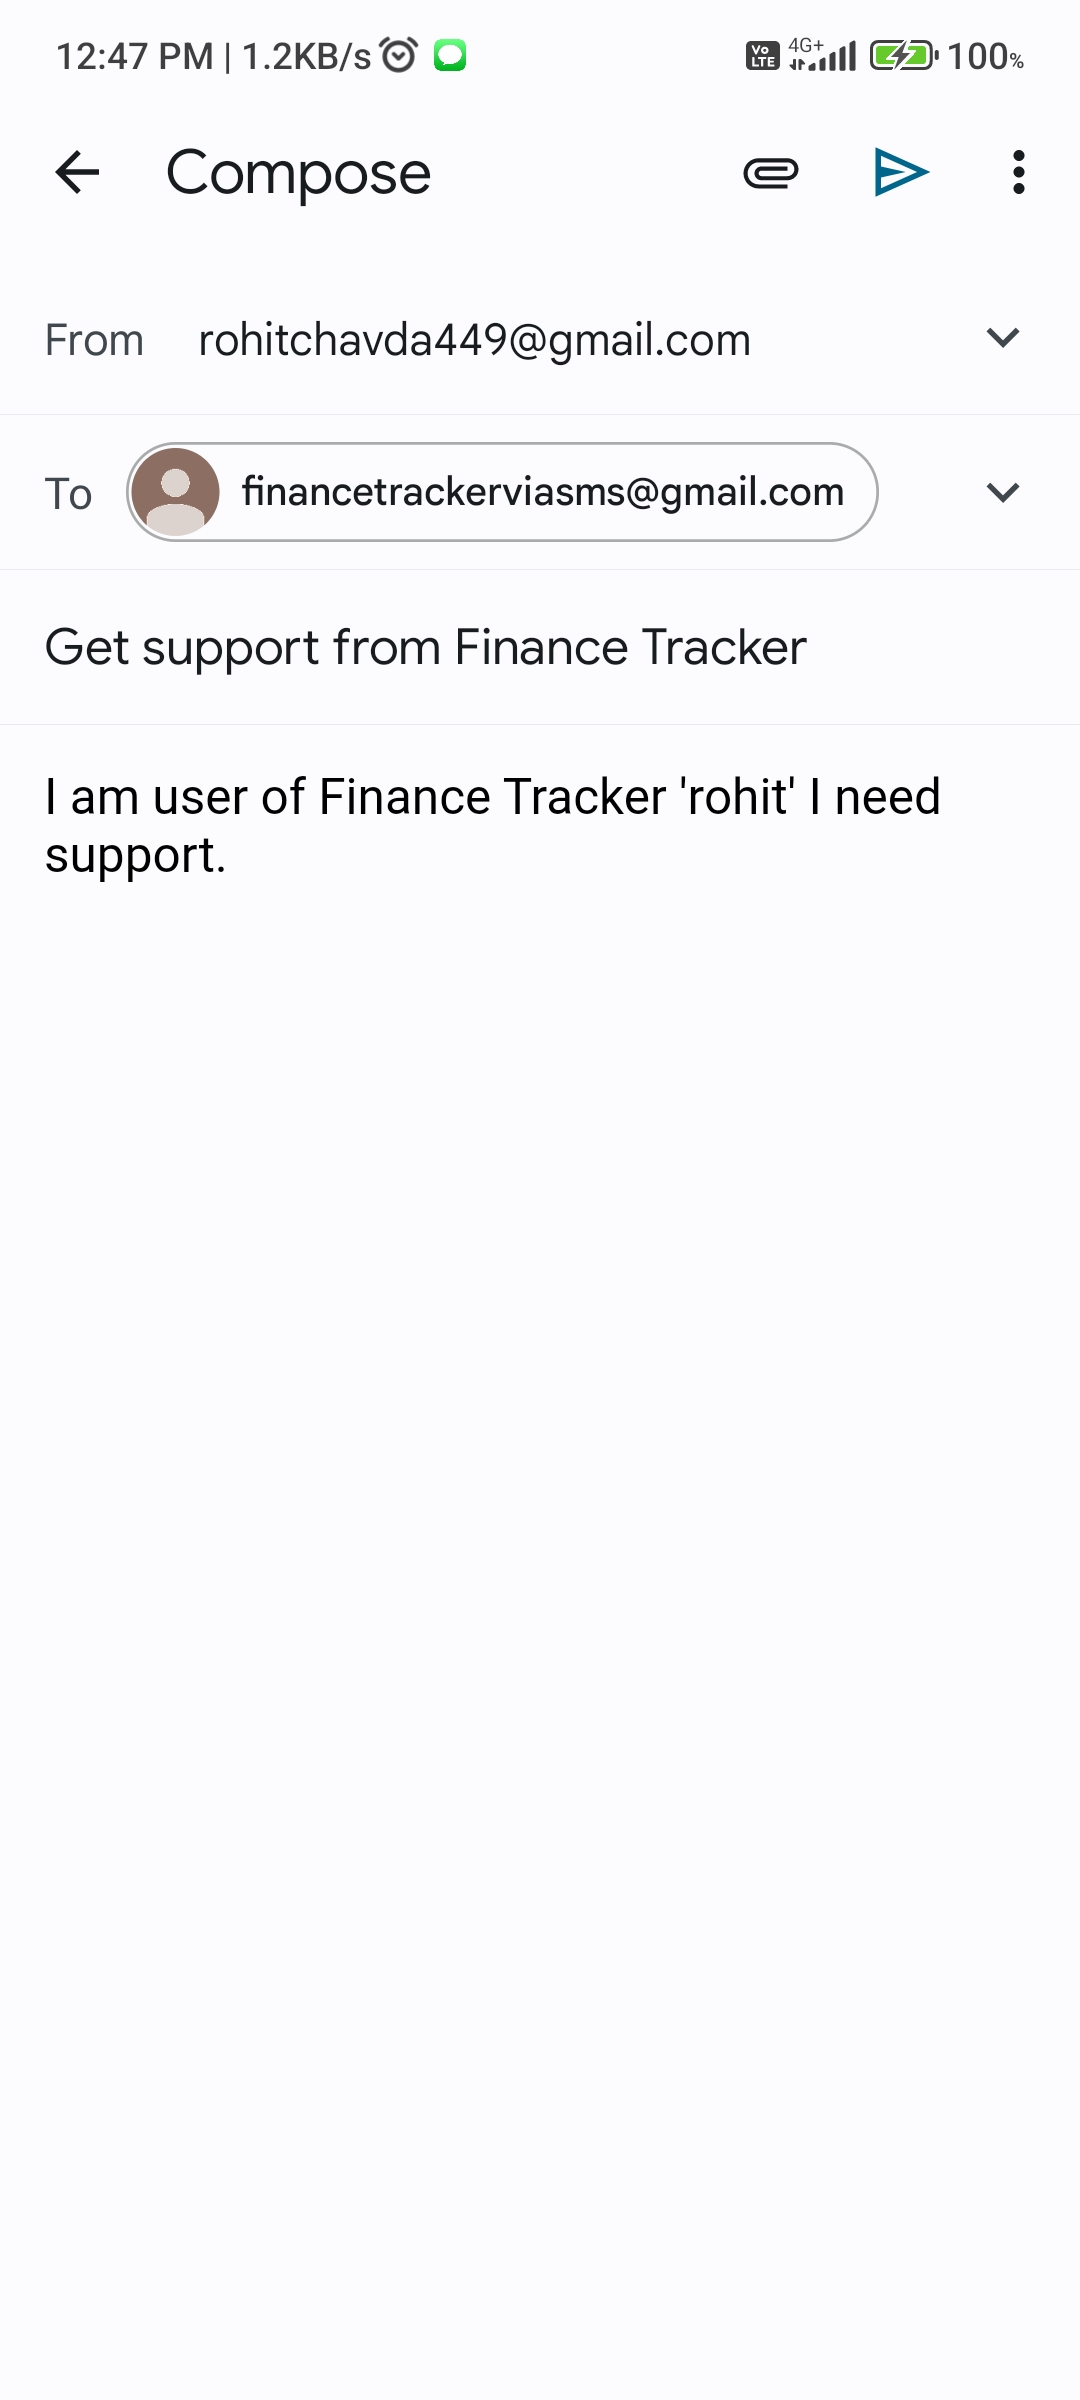 12:47 PM | 1.2KB/s Vo LTE 4G+ 100%
Compose
From rohitchavda449@gmail.com
To financetrackerviasms@gmail.com
Get support from Finance Tracker
I am user of Finance Tracker 'rohit' I need
support.